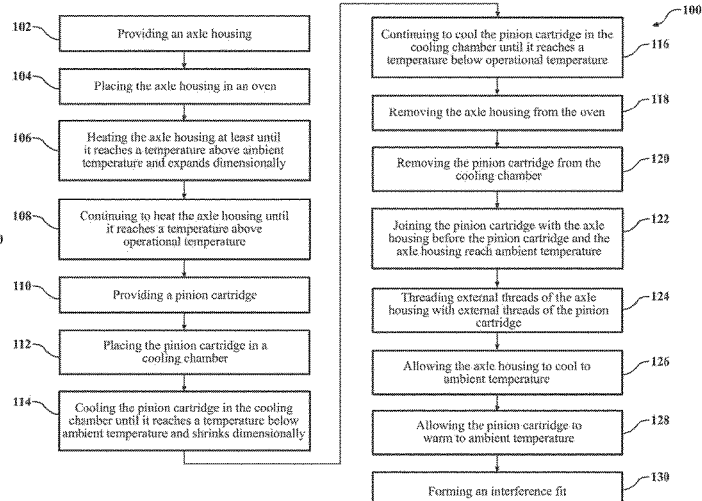 102
Providing an axle housing
104
Placing the axle housing in an oven
106
Heating the axle housing at least until
it reaches a temperature above ambient
temperature and expands dimensionally
108
Continuing to heat the axle housing until
it reaches a temperature above
operational temperature
110
Providing a pinion cartridge
112
Placing the pinion cartridge in a
cooling chamber
114
Cooling the pinion cartridge in the cooling
chamber until it reaches a temperature below
ambient temperature and shrinks dimensionally
100
Continuing to cool the pinion cartridge in the
cooling chamber until it reaches a
temperature below operational temperature
116
Removing the axle housing from the oven
118
Removing the pinion cartridge from the
cooling chamber
120
Joining the pinion cartridge with the axle
housing before the pinion cartridge and the
axle housing reach ambient temperature
122
Threading external threads of the axle
housing with external threads of the pinion
cartridge
124
Allowing the axle housing to cool to
ambient temperature
126
Allowing the pinion cartridge to
warm to ambient temperature
128
Forming an interference fit
130